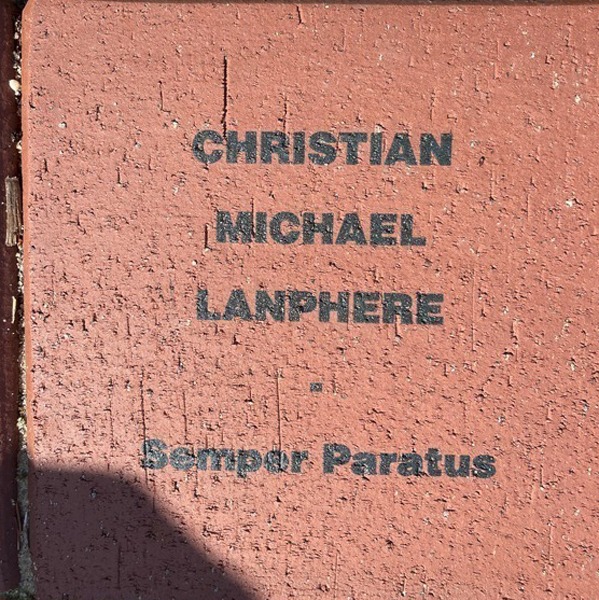 CHRISTIAN
MICHAEL
LANPHERE
.
Semper Paratus